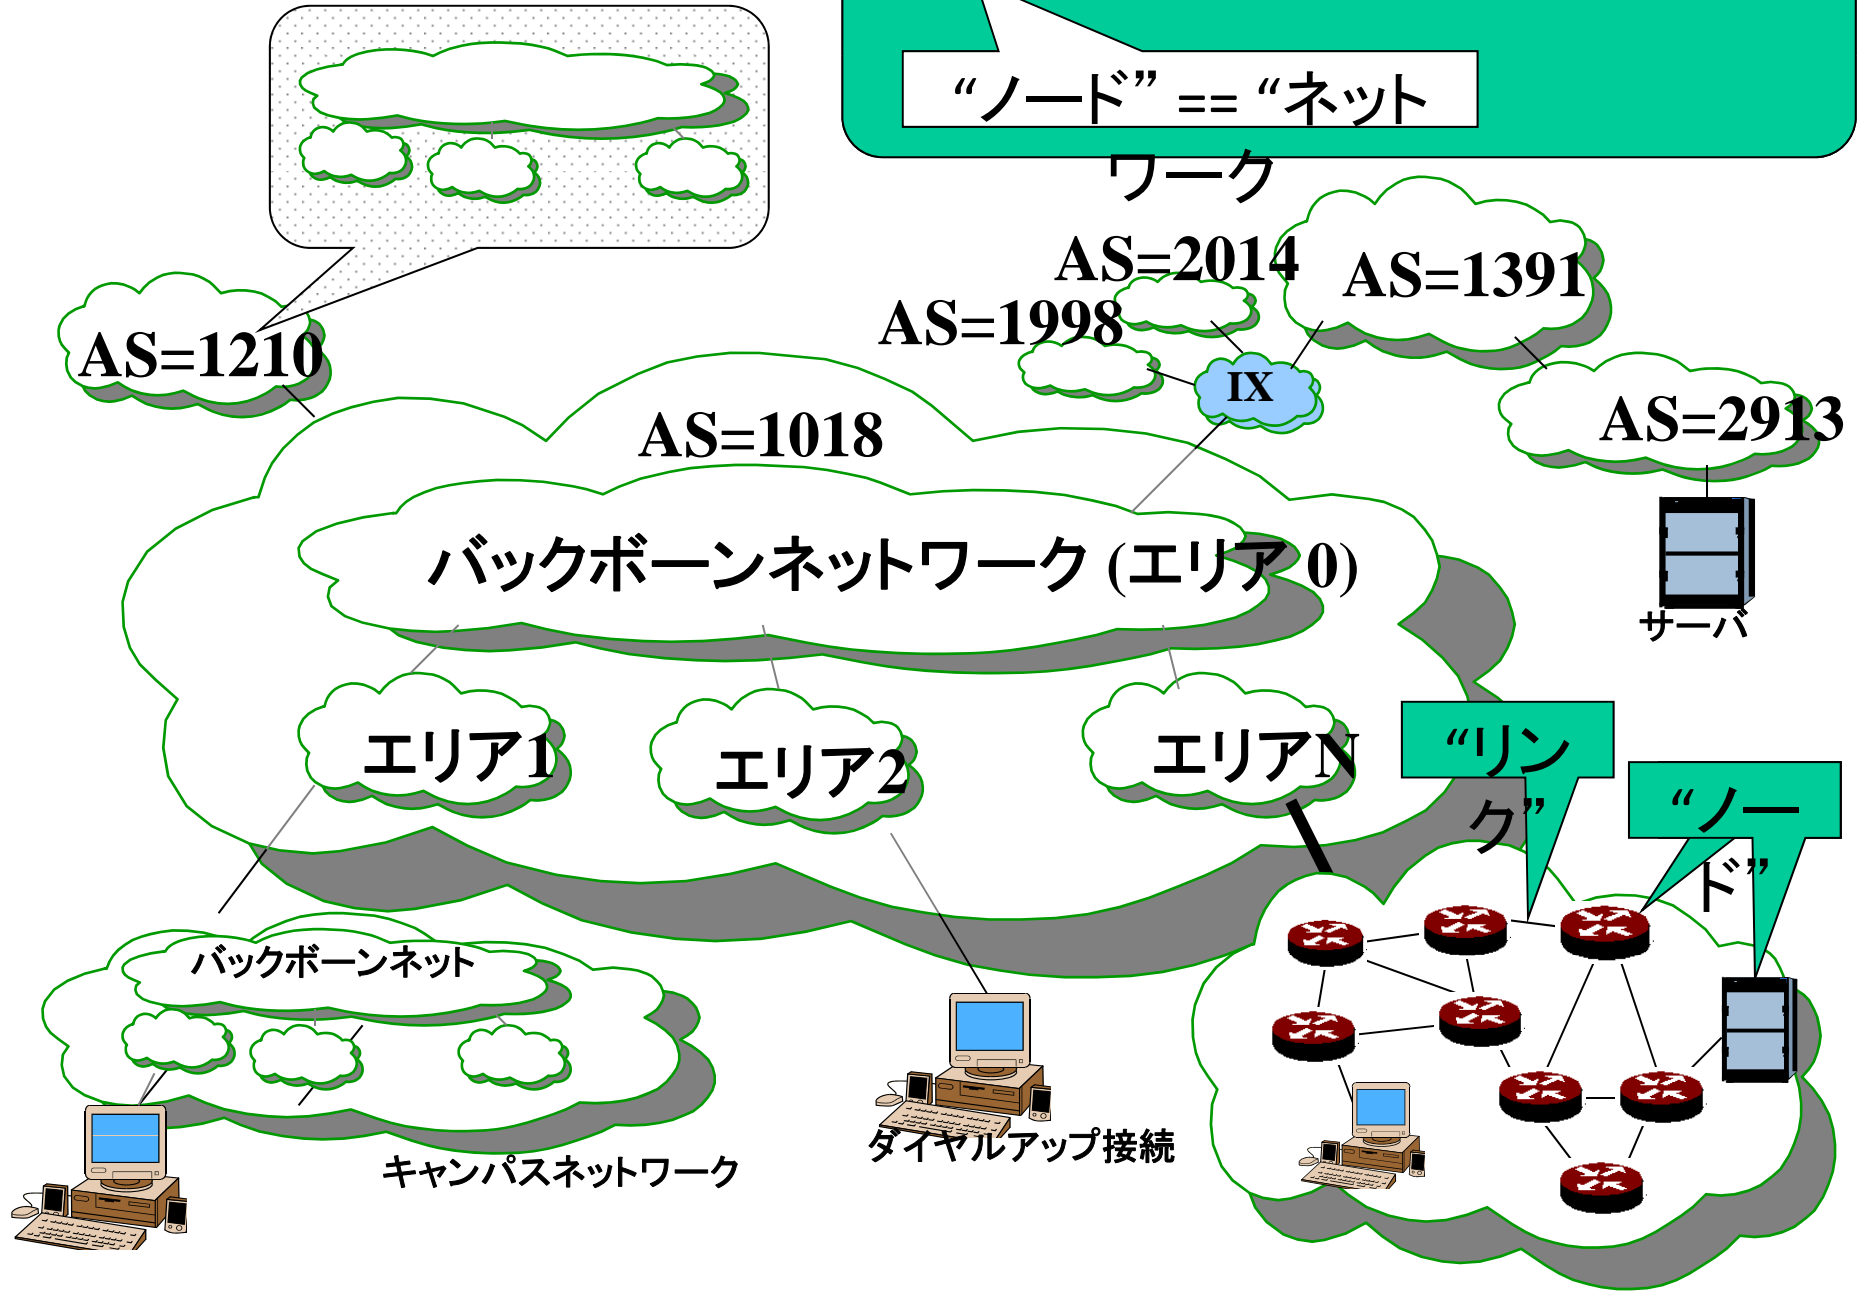 “ノード” == “ネット
ワーク
AS=2014
AS=1391
AS=1998
AS=1210
IX
AS=2913
AS=1018
バックボーンネットワーク (エリア 0)
サーバ
エリア1
エリア2
エリアN
“リン
ク”
“ノー
ド”
バックボーンネット
ダイヤルアップ接続
キャンパスネットワーク